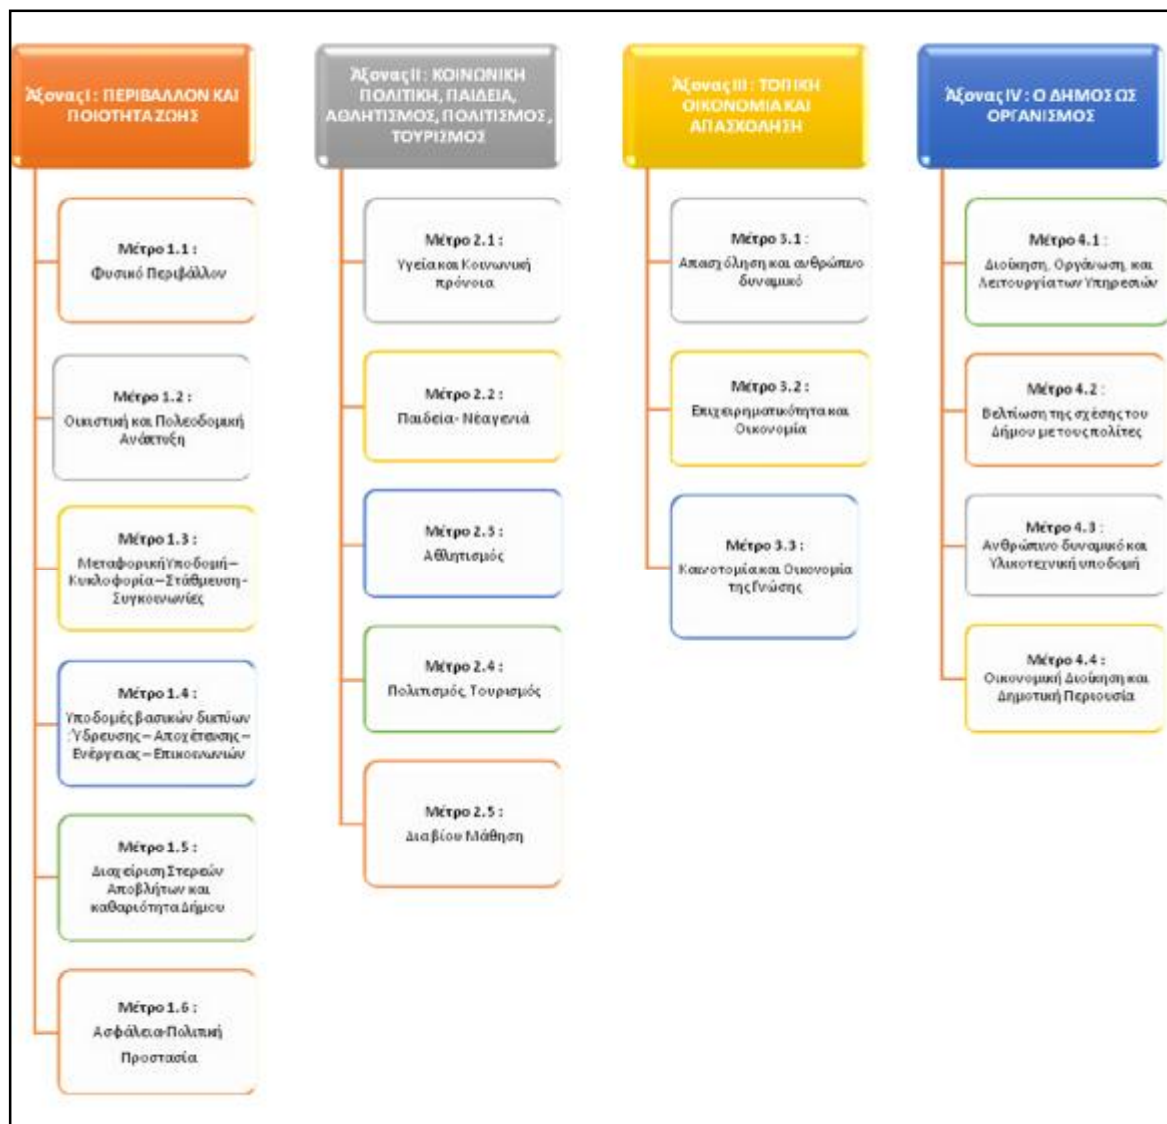 Άξονας Ι : ΠΕΡΙΒΑΛΛΟΝ ΚΑΙ
ΠΟΙΟΤΗΤΑ ΖΩΗΣ
Μέτρο 1.1 :
Φυσικό Περιβάλλον
Μέτρο 1.2 :
Οικιστική και Πολεοδομική
Ανάπτυξη
Μέτρο 1.3 :
Μεταφορική Υποδομή –
Κυκλοφορία – Στάθμευση -
Συγκοινωνίες
Μέτρο 1.4 :
Υποδομές βασικών δικτύων
: Ύδρευσης – Αποχέτευσης –
Ενέργειας – Επικοινωνιών
Μέτρο 1.5 :
Διαχείριση Στερεών
Αποβλήτων και
καθαριότητα Δήμου
Μέτρο 1.6 :
Ασφάλεια-Πολιτική
Προστασία
Άξονας ΙΙ : ΚΟΙΝΩΝΙΚΗ
ΠΟΛΙΤΙΚΗ, ΠΑΙΔΕΙΑ,
ΑΘΛΗΤΙΣΜΟΣ, ΠΟΛΙΤΙΣΜΟΣ,
ΤΟΥΡΙΣΜΟΣ
Μέτρο 2.1 :
Υγεία και Κοινωνική
πρόνοια
Μέτρο 2.2 :
Παιδεία - Νέα γενιά
Μέτρο 2.3 :
Αθλητισμός
Μέτρο 2.4 :
Πολιτισμός, Τουρισμός
Μέτρο 2.5 :
Δια βίου Μάθηση
Άξονας ΙΙΙ : ΤΟΠΙΚΗ
ΟΙΚΟΝΟΜΙΑ ΚΑΙ
ΑΠΑΣΧΟΛΗΣΗ
Μέτρο 3.1 :
Απασχόληση και ανθρώπινο
δυναμικό
Μέτρο 3.2 :
Επιχειρηματικότητα και
Οικονομία
Μέτρο 3.3 :
Καινοτομία και Οικονομία
της Γνώσης
Άξονας IV : Ο ΔΗΜΟΣ ΩΣ
ΟΡΓΑΝΙΣΜΟΣ
Μέτρο 4.1 :
Διοίκηση, Οργάνωση, και
Λειτουργία των Υπηρεσιών
Μέτρο 4.2 :
Βελτίωση της σχέσης του
Δήμου με τους πολίτες
Μέτρο 4.3 :
Ανθρώπινο δυναμικό και
Υλικοτεχνική υποδομή
Μέτρο 4.4 :
Οικονομική Διοίκηση και
Δημοτική Περιουσία